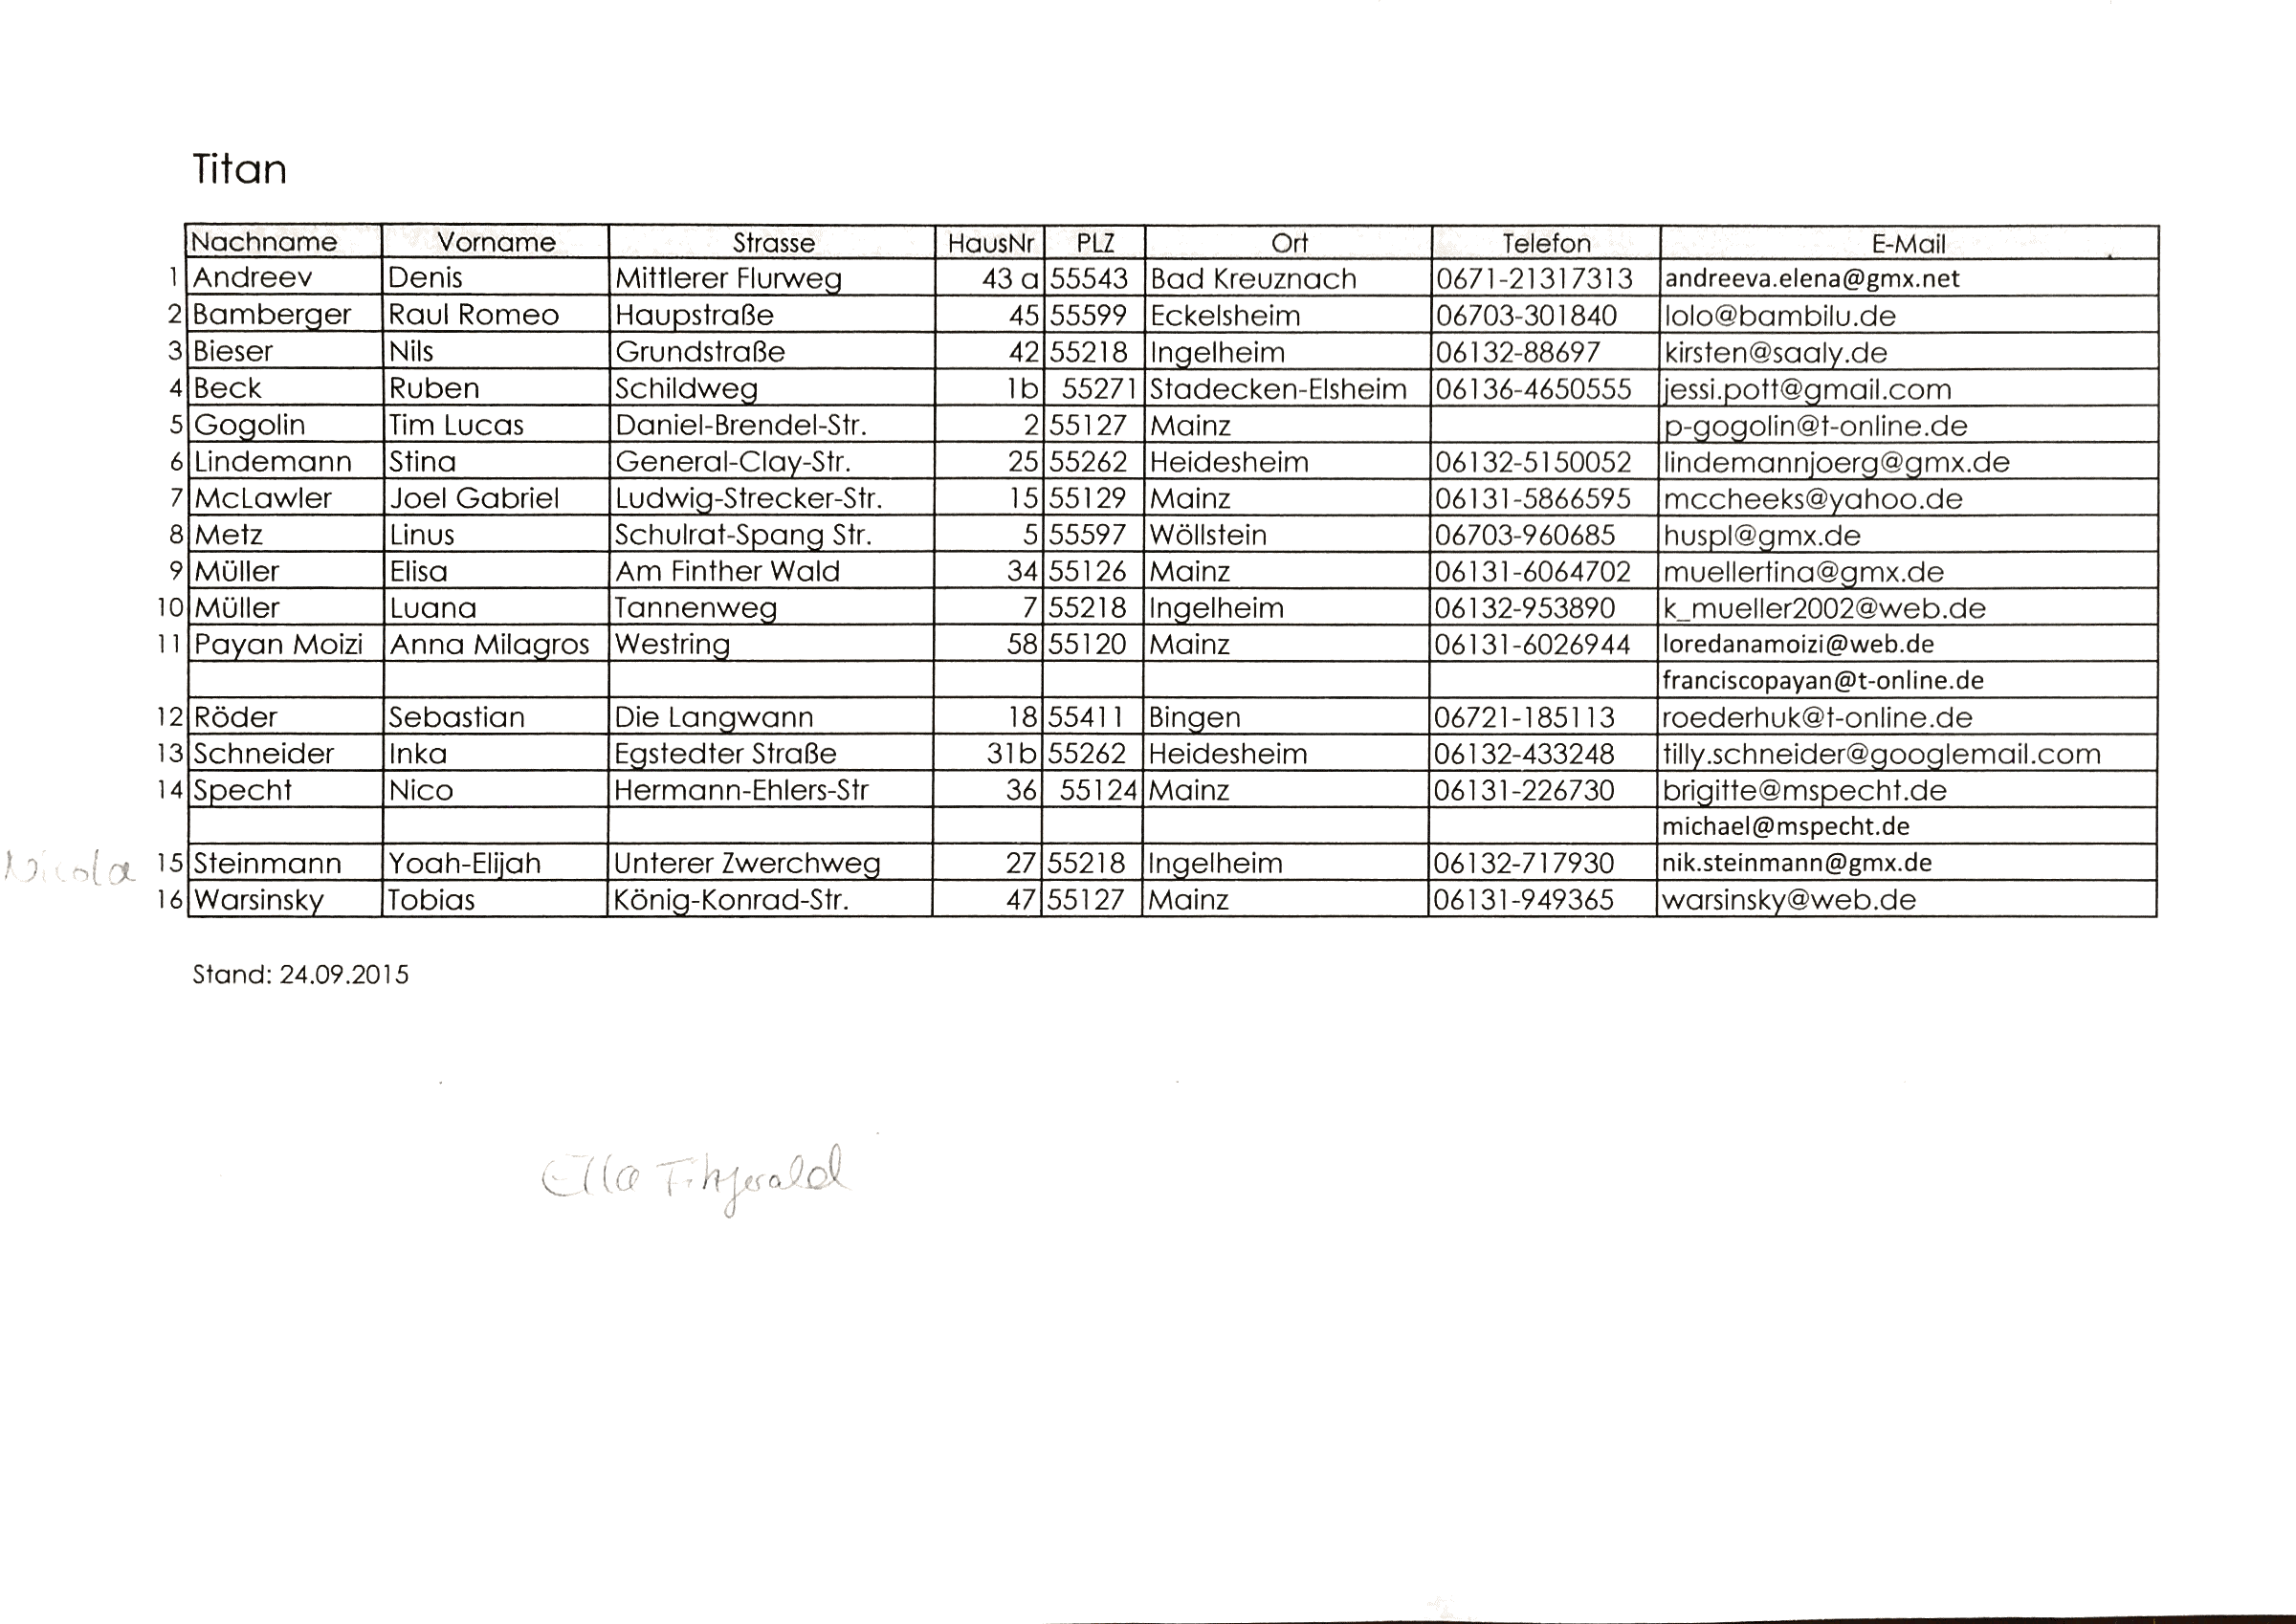 Titan
Nachname Vorname Strasse HausNr PLZ Ort Telefon E-Mail
1 Andreev Denis Mittlerer Flurweg 43 a 55543 Bad Kreuznach 0671-21317313 andreeva.elena@gmx.net
2 Bamberger Raul Romeo Haupstraße 45 55599 Eckelsheim 06703-301840 lolo@bambilu.de
3 Bieser Nils Grundstraße 42 55218 Ingelheim 06132-88697 kirsten@saaly.de
4 Beck Ruben Schildweg 1b 55271 Stadecken-Elsheim 06136-4650555 jessi.pott@gmail.com
5 Gogolin Tim Lucas Daniel-Brendel-Str. 2 55127 Mainz p-gogolin@t-online.de
6 Lindemann Stina General-Clay-Str. 25 55262 Heidesheim 06132-5150052 lindemannjoerg@gmx.de
7 McLawler Joel Gabriel Ludwig-Strecker-Str. 15 55129 Mainz 06131-5866595 mccheeks@yahoo.de
8 Metz Linus Schulrat-Spang Str. 5 55597 Wöllstein 06703-960685 huspl@gmx.de
9 Müller Elisa Am Finther Wald 34 55126 Mainz 06131-6064702 muellertina@gmx.de
10 Müller Luana Tannenweg 7 55218 Ingelheim 06132-953890 k_mueller2002@web.de
11 Payan Moizi Anna Milagros Westring 58 55120 Mainz 06131-6026944 loredanamoizi@web.de
franciscopayan@t-online.de
12 Röder Sebastian Die Langwann 18 55411 Bingen 06721-185113 roederhuk@t-online.de
13 Schneider Inka Egstedter Straße 31b 55262 Heidesheim 06132-433248 tilly.schneider@googlemail.com
14 Specht Nico Hermann-Ehlers-Str 36 55124 Mainz 06131-226730 brigitte@mspecht.de
michael@mspecht.de
Nicola 15 Steinmann Yoah-Elijah Unterer Zwerchweg 27 55218 Ingelheim 06132-717930 nik.steinmann@gmx.de
16 Warsinsky Tobias König-Konrad-Str. 47 55127 Mainz 06131-949365 warsinsky@web.de
Stand: 24.09.2015
Ella Fitzgerald